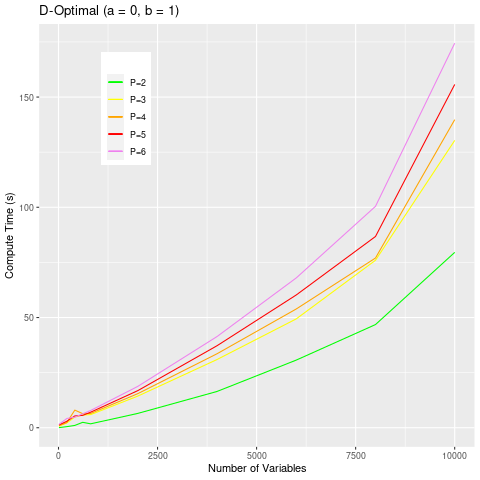 D-Optimal (a = 0, b = 1)
P=2
P=3
P=4
P=5
P=6
150
100
50
0
Compute Time (s)
0 2500 5000 7500 10000
Number of Variables